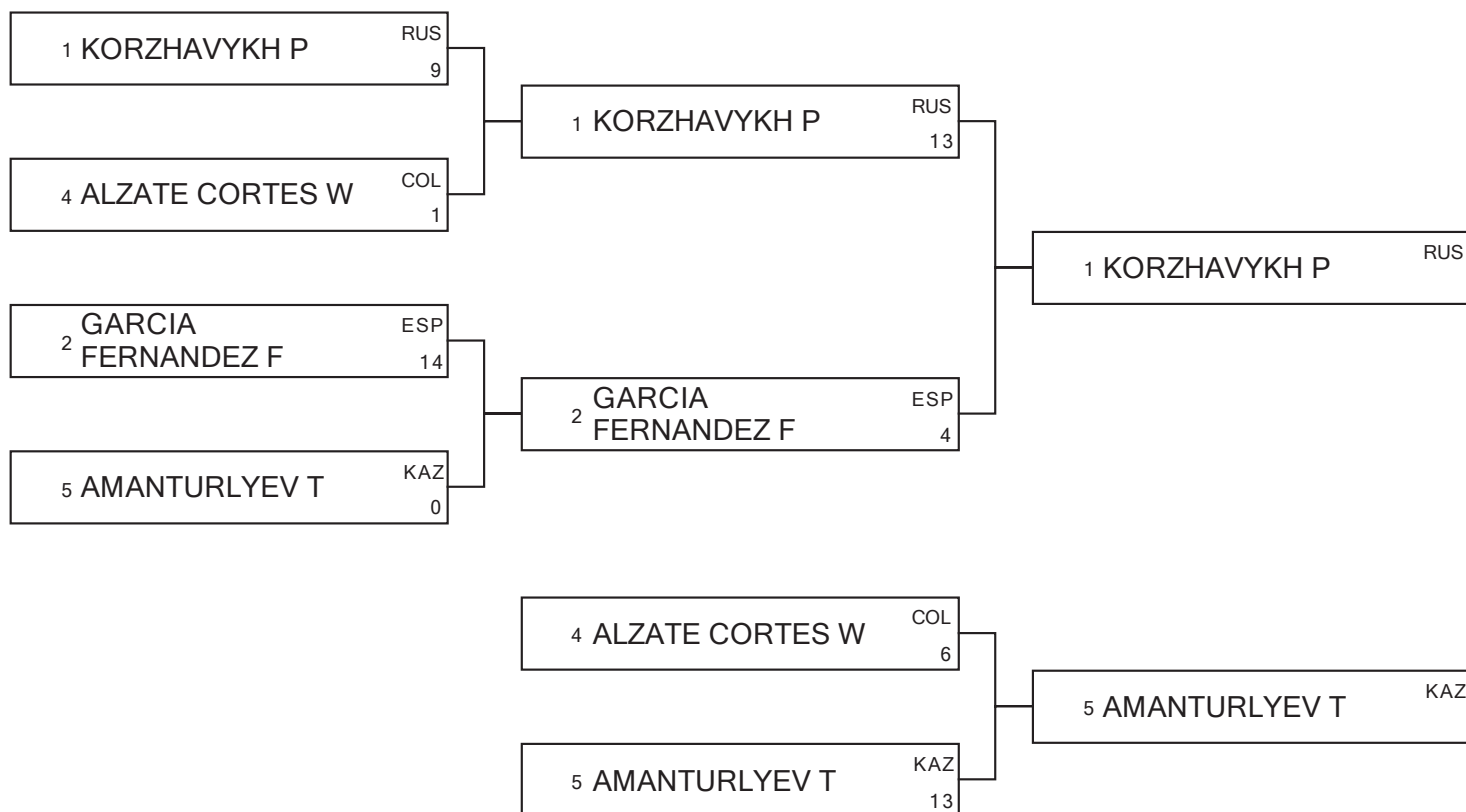 1 KORZHAVYKH P RUS
9
4 ALZATE CORTES W COL
1
2 GARCIA FERNANDEZ F ESP
14
5 AMANTURLYEV T KAZ
0
1 KORZHAVYKH P RUS
13
2 GARCIA FERNANDEZ F ESP
4
1 KORZHAVYKH P RUS
4 ALZATE CORTES W COL
6
5 AMANTURLYEV T KAZ
13
5 AMANTURLYEV T KAZ